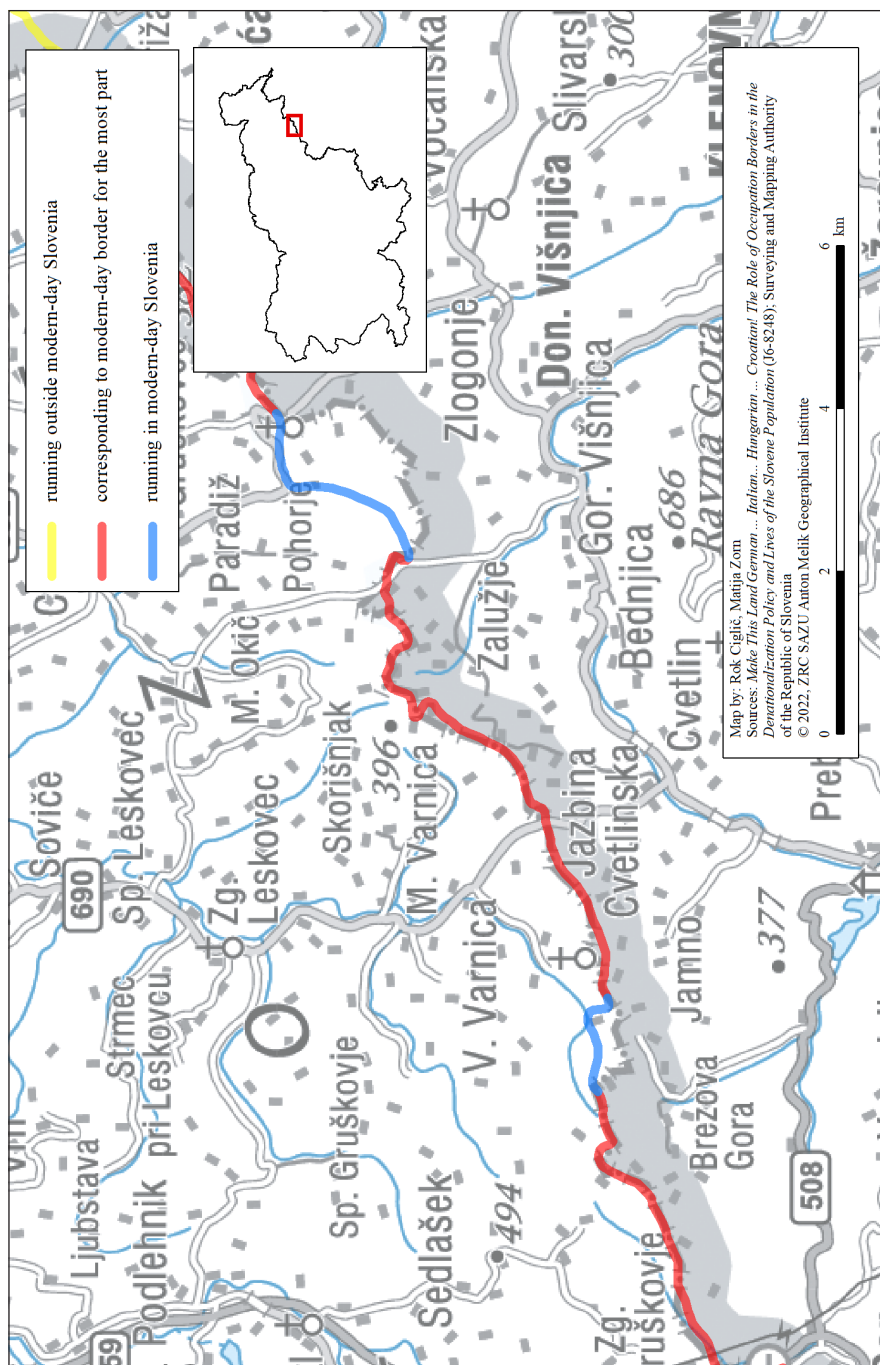 running outside modern-day Slovenia
corresponding to modern-day border for the most part
running in modern-day Slovenia
59
Ljubstava
Podlehnik
Strmec
pri Leskovcu
690
Soviče
Sp. Leskovec
Zg.
Leskovec
Z
O
M. Okič
Paradiž
Pohorje
Sp. Gruškovje
Skorišnjak
396
M. Varnica
Sedlašek
494
V. Varnica
Zalužje
Zlogonje
Don. Višnjica
Slivarsk
300
Zg.
ruškovje
Jazbina
Cvetlinska
Gor. Višnjica
Bednjica
686
Ravna Gora
Cvetlin
Jamno
Brezova
Gora
377
508
KLENOVN
Map by: Rok Ciglič, Matija Zorn
Sources: Make This Land German ... Italian... Hungarian ... Croatian! The Role of Occupation Borders in the
Denationalization Policy and Lives of the Slovene Population (J6-8248); Surveying and Mapping Authority
of the Republic of Slovenia
© 2022, ZRC SAZU Anton Melik Geographical Institute
0 2 4 6
km